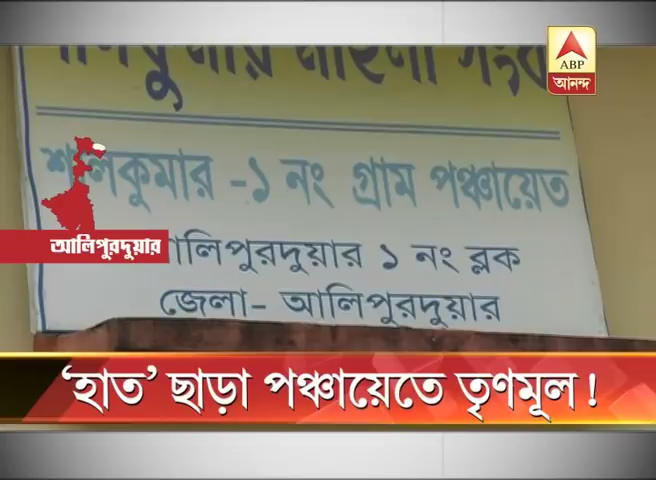 ABP
আনন্দ
শালকুমার -১ নং গ্রাম পঞ্চায়েত
আলিপুরদুয়ার ১ নং ব্লক
জেলা- আলিপুরদুয়ার
আলিপুরদুয়ার
‘হাত’ ছাড়া পঞ্চায়েতে তৃণমূল!